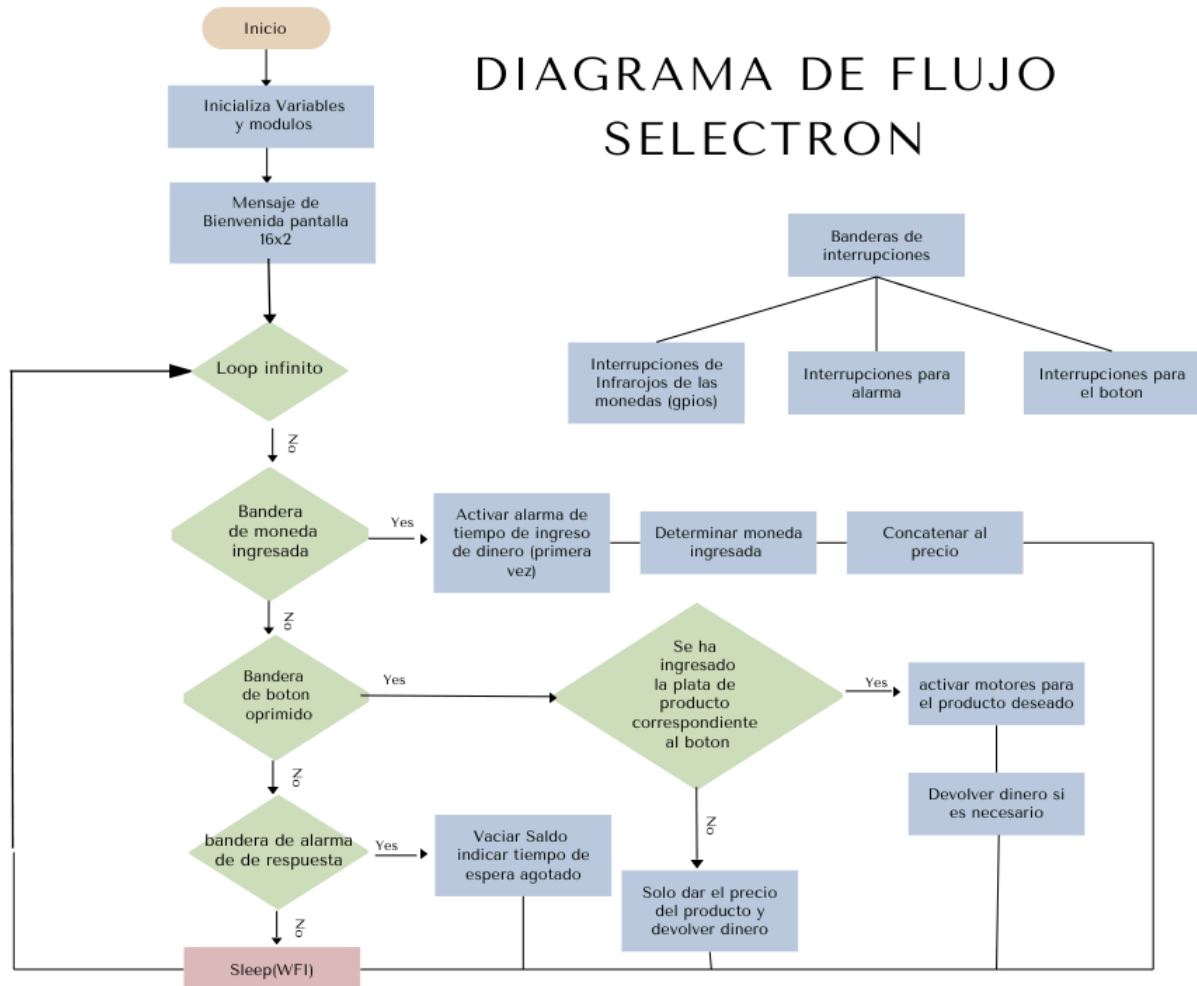 Inicio
DIAGRAMA DE FLUJO
SELECTRON
Inicializa Variables
y modulos
Mensaje de
Bienvenida pantalla
16x2
Banderas de
interrupciones
Interrupciones de
Infrarojos de las
monedas (gpios)
Interrupciones para
alarma
Interrupciones para
el boton
Loop infinito
No
Bandera
de moneda
ingresada
Yes
Activar alarma de
tiempo de ingreso
de dinero (primera
vez)
Determinar moneda
ingresada
Concatenar al
precio
No
Bandera
de boton
oprimido
Yes
Se ha
ingresado
la plata de
producto
correspondiente
al boton
Yes
activar motores para
el producto deseado
Devolver dinero si
es necesario
No
Solo dar el precio
del producto y
devolver dinero
No
bandera de alarma
de de respuesta
Yes
Vaciar Saldo
indicar tiempo de
espera agotado
No
Sleep(WFI)